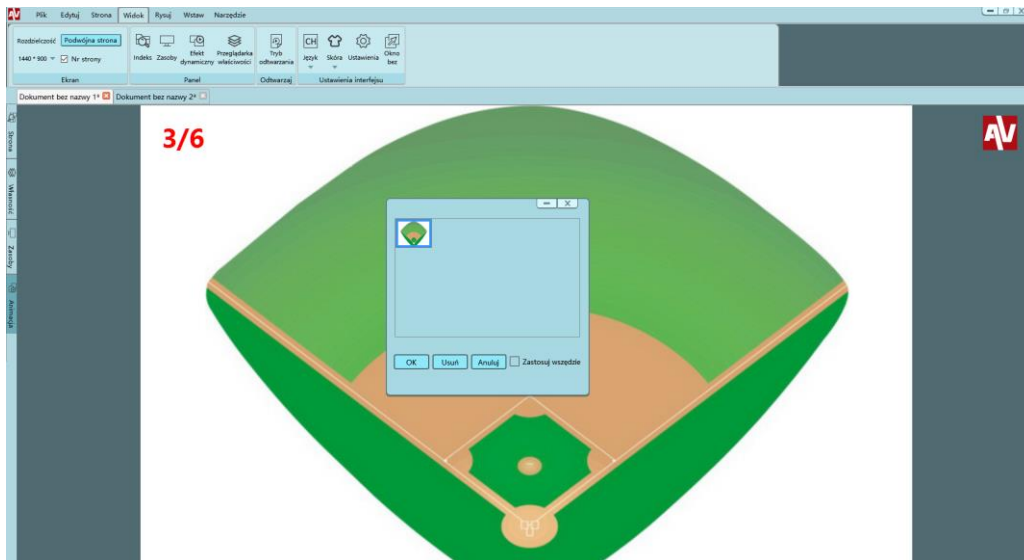 AV Plik Edytuj Strona Widok Rysuj Wstaw Narzędzie
Rozdzielczość Podwójna strona
1440 * 900 Nr strony
Ekran
Indeks Zasoby Efekt dynamiczny Przeglądarka właściwości
Panel
Tryb odtwarzania
Odtwarzaj
CH
Język Skóra Ustawienia Okno bez
Ustawienia interfejsu
Dokument bez nazwy 1* Dokument bez nazwy 2*
Strona
Własność
Zasoby
Animacja
3/6
AV
OK Usuń Anuluj Zastosuj wszędzie